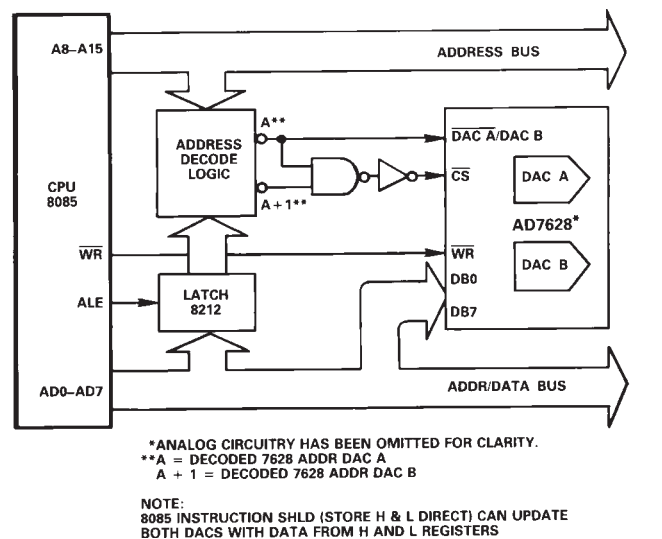 A8–A15
ADDRESS BUS
A**
ADDRESS
DECODE
LOGIC
DAC A/DAC B
CPU
8085
CS
DAC A
A+1**
AD7628*
WR
WR
DAC B
DB0
ALE
LATCH
8212
DB7
AD0–AD7
ADDR/DATA BUS
*ANALOG CIRCUITRY HAS BEEN OMITTED FOR CLARITY.
**A = DECODED 7628 ADDR DAC A
A + 1 = DECODED 7628 ADDR DAC B
NOTE:
8085 INSTRUCTION SHLD (STORE H & L DIRECT) CAN UPDATE
BOTH DACS WITH DATA FROM H AND L REGISTERS